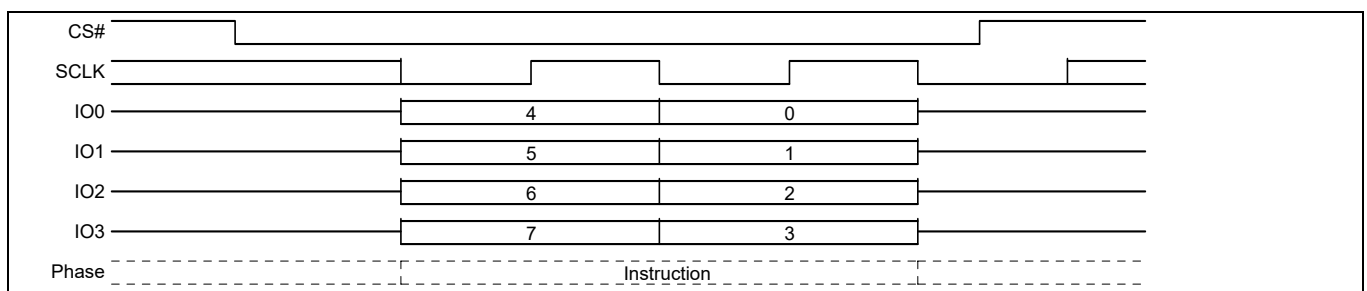 CS#
SCLK
IO0 4 0
IO1 5 1
IO2 6 2
IO3 7 3
Phase Instruction